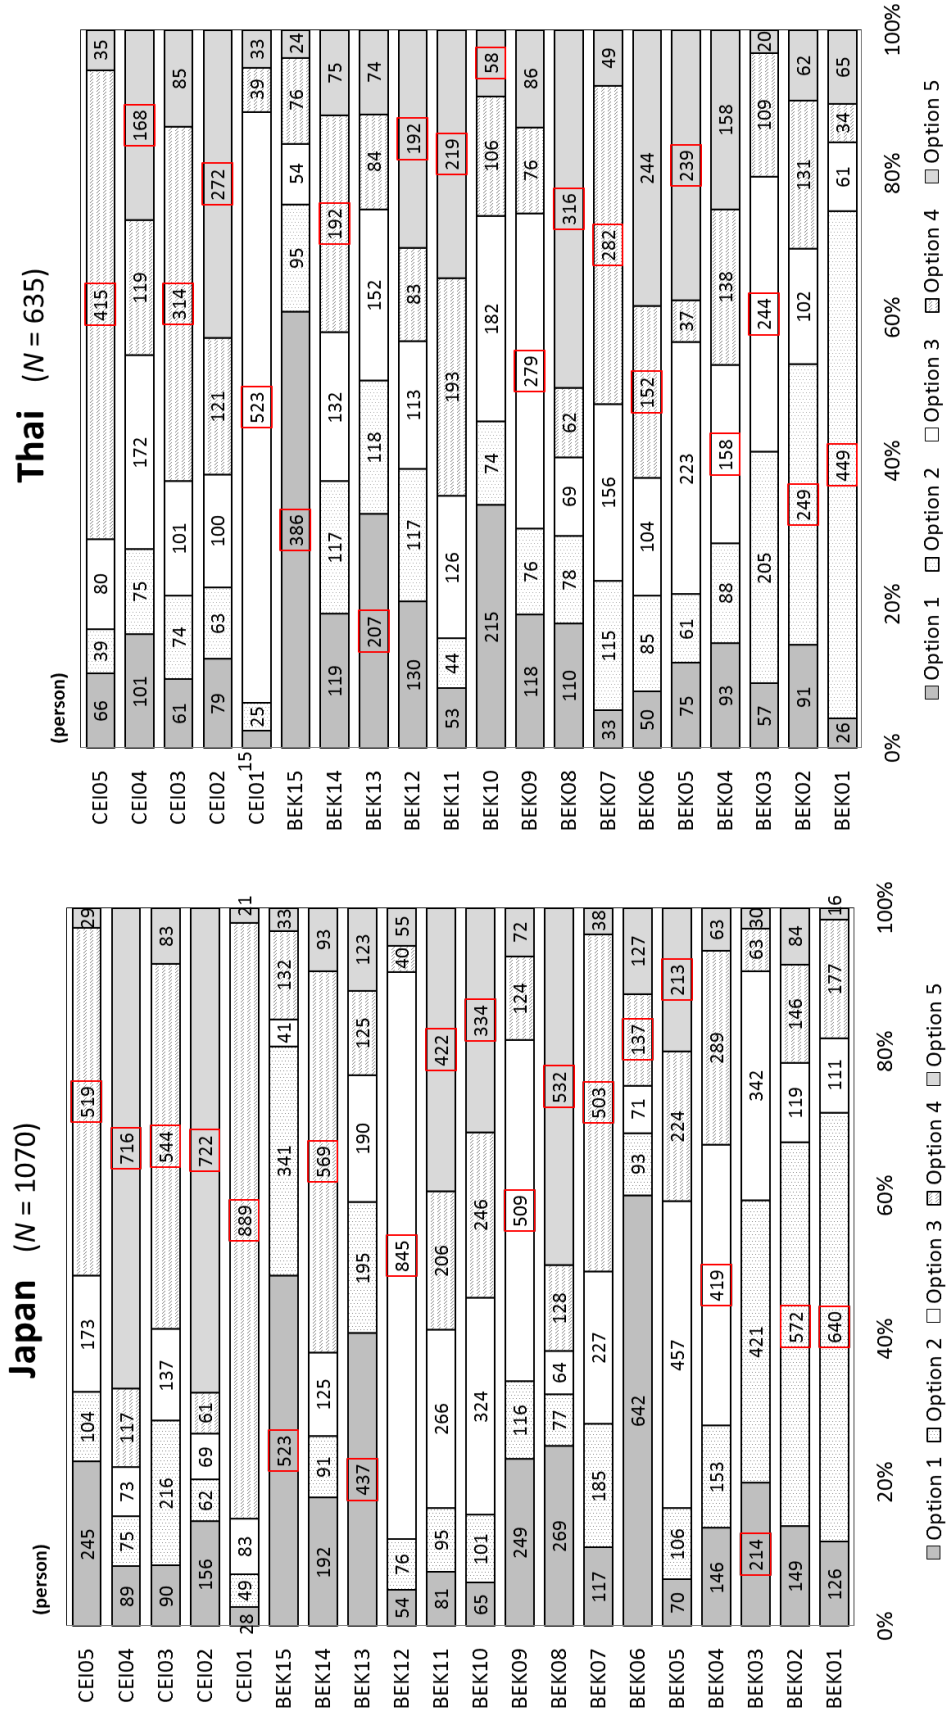 Japan (N = 1070)
(person)
CEI05 245 104 173 519 29
CEI04 89 75 73 117 716
CEI03 90 216 137 544 83
CEI02 156 62 69 61 722
CEI01 28 49 83 889 21
BEK15 523 341 41 132 33
BEK14 192 91 125 569 93
BEK13 437 195 190 125 123
BEK12 54 76 845 40 55
BEK11 81 95 266 206 422
BEK10 65 101 324 246 334
BEK09 249 116 509 124 72
BEK08 269 77 64 128 532
BEK07 117 185 227 503 38
BEK06 642 93 71 137 127
BEK05 70 106 457 224 213
BEK04 146 153 419 289 63
BEK03 214 421 342 63 30
BEK02 149 572 119 146 84
BEK01 126 640 111 177 16
0% 20% 40% 60% 80% 100%
Option 1 Option 2 Option 3 Option 4 Option 5
Thai (N = 635)
(person)
CEI05 66 39 80 415 35
CEI04 101 75 172 119 168
CEI03 61 74 101 314 85
CEI02 79 63 100 121 272
CEI01 15 25 523 39 33
BEK15 386 95 54 76 24
BEK14 119 117 132 192 75
BEK13 207 118 152 84 74
BEK12 130 117 113 83 192
BEK11 53 44 126 193 219
BEK10 215 74 182 106 58
BEK09 118 76 279 76 86
BEK08 110 78 69 62 316
BEK07 33 115 156 282 49
BEK06 50 85 104 152 244
BEK05 75 61 223 37 239
BEK04 93 88 158 138 158
BEK03 57 205 244 109 20
BEK02 91 249 102 131 62
BEK01 26 449 61 34 65
0% 20% 40% 60% 80% 100%
Option 1 Option 2 Option 3 Option 4 Option 5